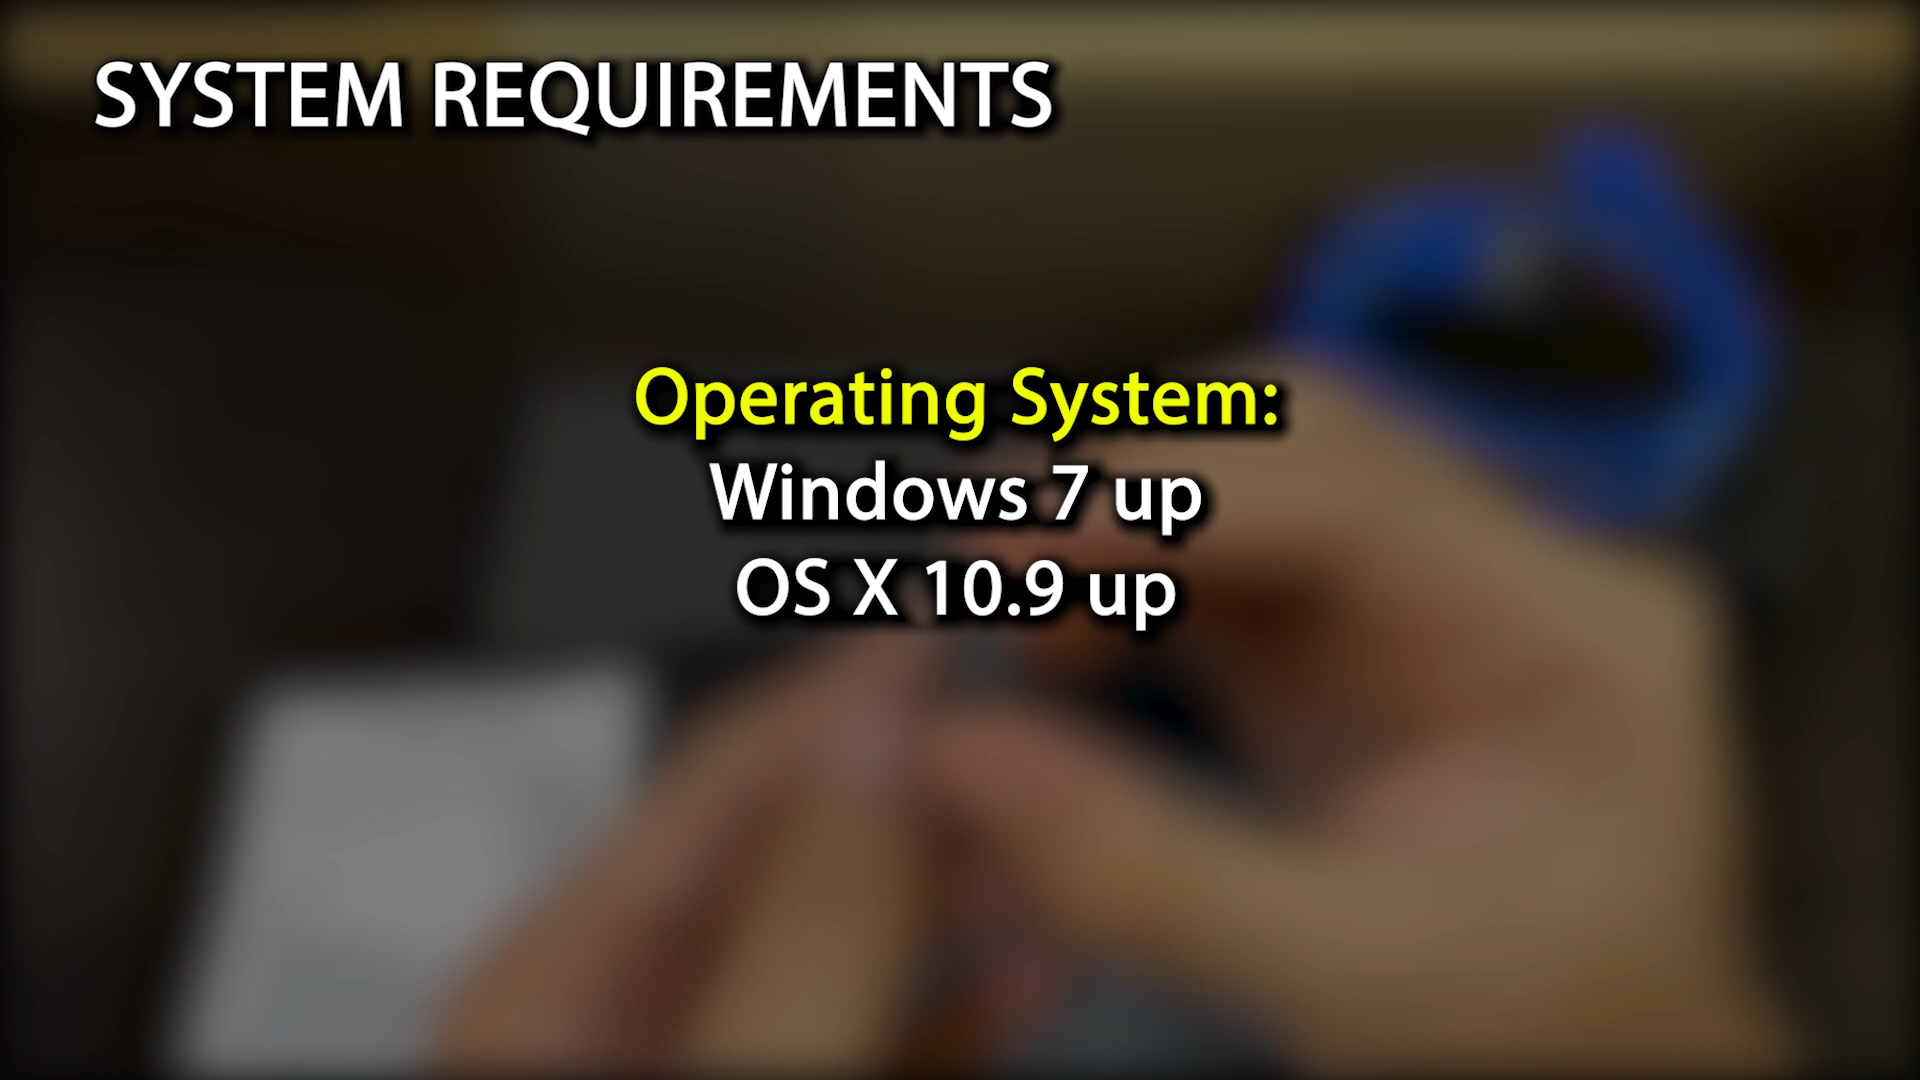 SYSTEM REQUIREMENTS
Operating System:
Windows 7 up
OS X 10.9 up